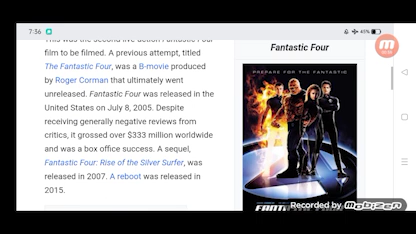 7:36
45%
This was the second live action Fantastic Four
film to be filmed. A previous attempt, titled
The Fantastic Four, was a B-movie produced
by Roger Corman that ultimately went
unreleased. Fantastic Four was released in the
United States on July 8, 2005. Despite
receiving generally negative reviews from
critics, it grossed over $333 million worldwide
and was a box office success. A sequel,
Fantastic Four: Rise of the Silver Surfer, was
released in 2007. A reboot was released in
2015.
Fantastic Four
PREPARE FOR THE FANTASTIC
Recorded by mobizen